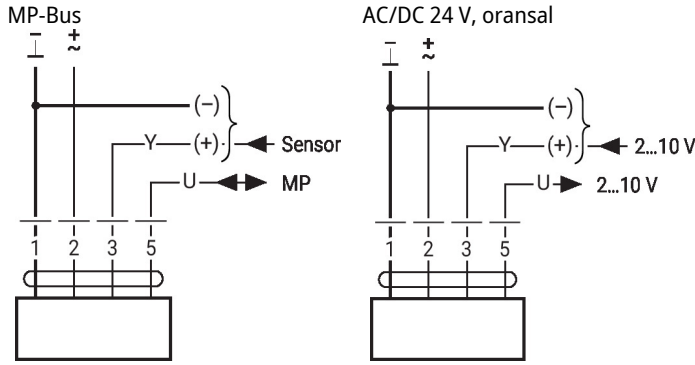 MP-Bus
− +
⊥ ~
(−)
Y (+) Sensor
U MP
1 2 3 5
AC/DC 24 V, oransal
− +
⊥ ~
(−)
Y (+) 2...10 V
U 2...10 V
1 2 3 5